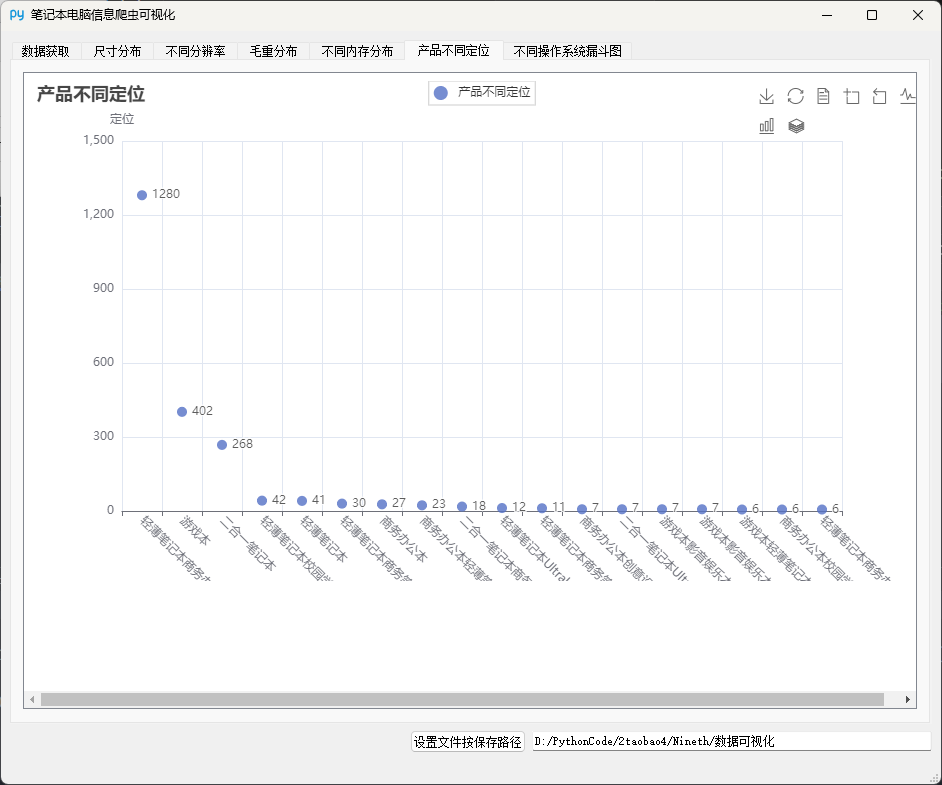 笔记本电脑信息爬虫可视化
数据获取 尺寸分布 不同分辨率 毛重分布 不同内存分布 产品不同定位 不同操作系统漏斗图
产品不同定位
产品不同定位
定位
1,500
1,200
900
600
300
0
1280
402
268
42
41
30
27
23
18
12
11
7
7
7
7
6
6
6
轻薄笔记本商务办
游戏本
二合一笔记本
轻薄笔记本校园学
轻薄笔记本
轻薄笔记本商务
商务办公本
商务办公本轻薄笔
二合一笔记本商务
轻薄笔记本Ultral
轻薄笔记本商务
商务办公本创意
二合一笔记本Ult
游戏本影音娱乐本
游戏本影音娱乐本
游戏本轻薄笔记本
商务办公本校园学
轻薄笔记本商务办
设置文件按保存路径 D:/PythonCode/2taobao4/Nineth/数据可视化